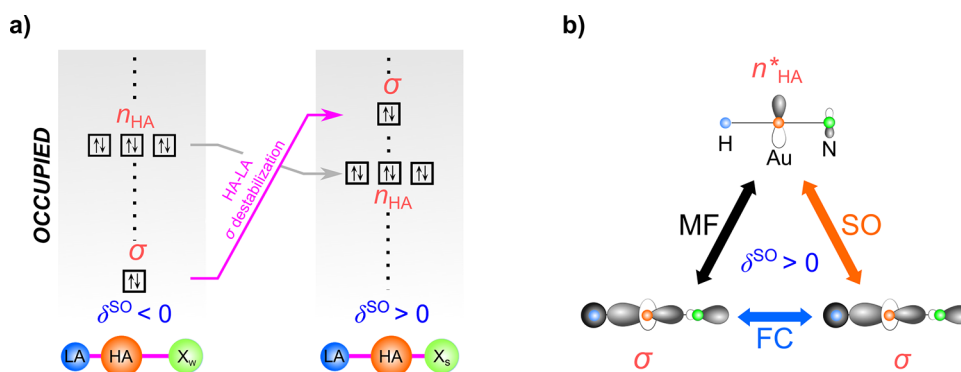 a)
OCCUPIED
n_HA
σ
δ^SO < 0
LA HA X_w
HA-LA
σ destabilization
σ
n_HA
δ^SO > 0
LA HA X_s
b)
n*_HA
H Au N
MF SO
δ^SO > 0
FC
σ σ